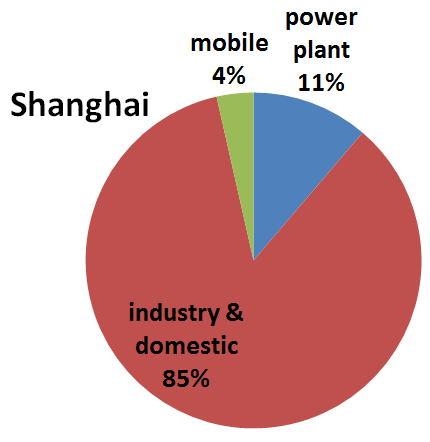 mobile
4%
power
plant
11%
Shanghai
industry &
domestic
85%